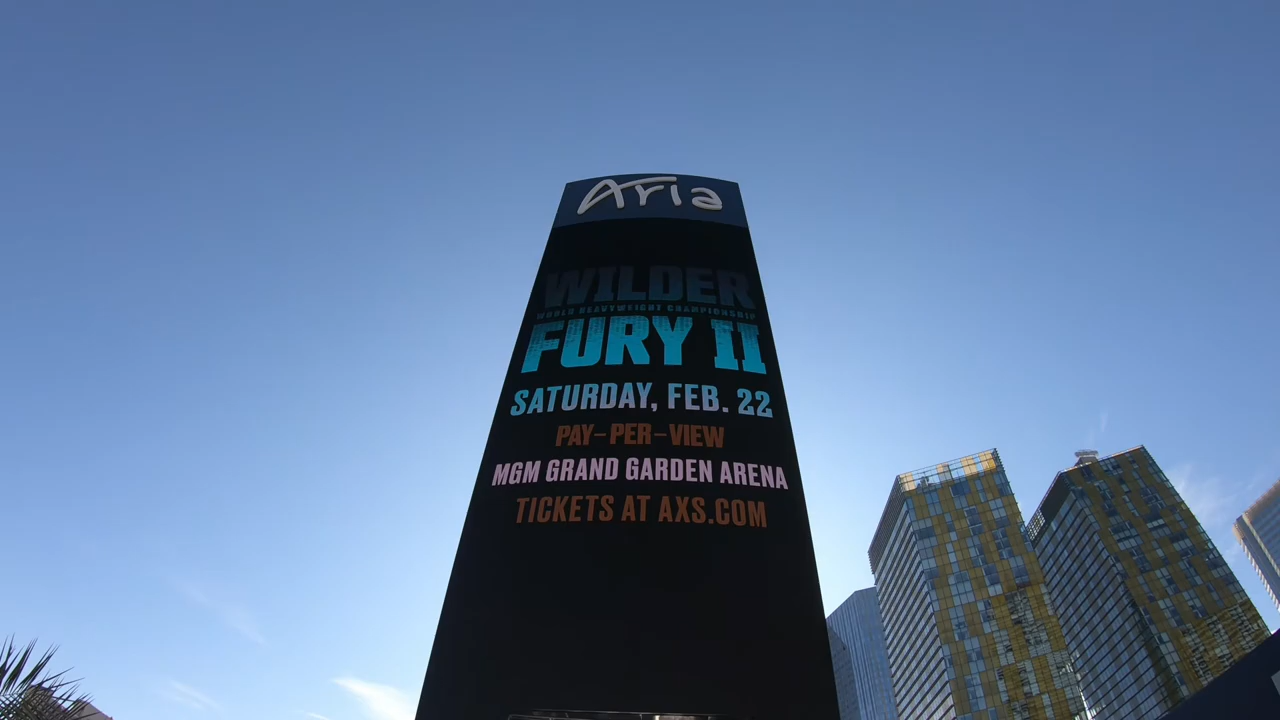 Aria
WILDER
WORLD HEAVYWEIGHT CHAMPIONSHIP
FURY II
SATURDAY, FEB. 22
PAY-PER-VIEW
MGM GRAND GARDEN ARENA
TICKETS AT AXS.COM